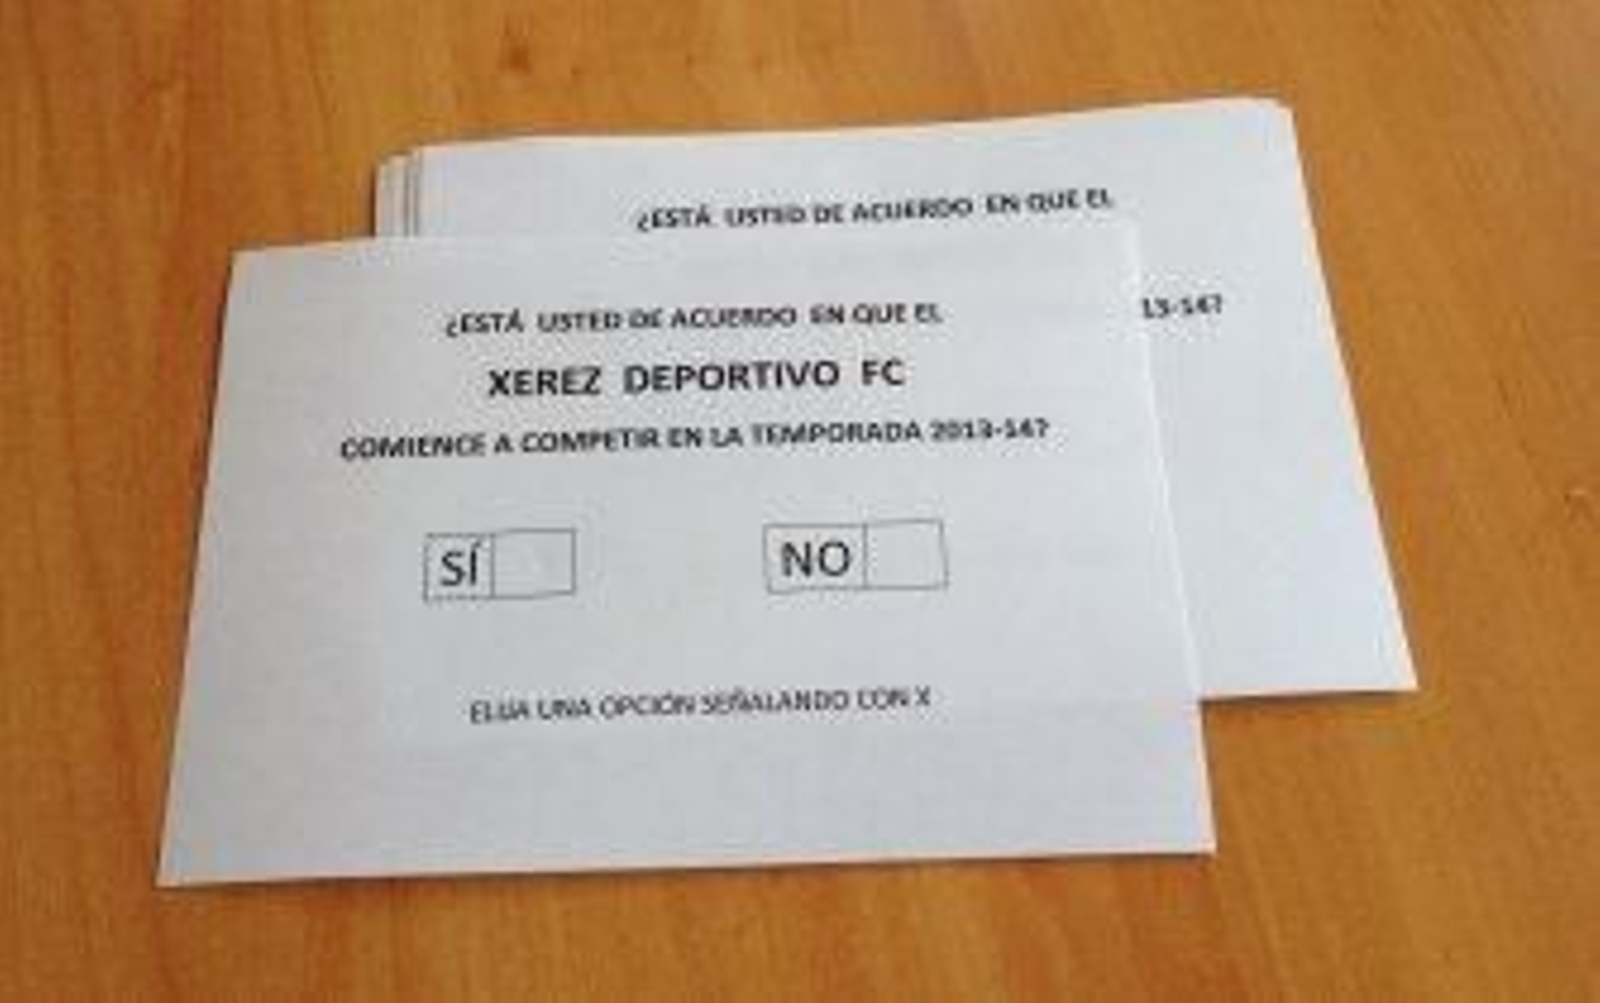 ¿ESTÁ USTED DE ACUERDO EN QUE EL
13-14?
¿ESTÁ USTED DE ACUERDO EN QUE EL
XEREZ DEPORTIVO FC
COMIENCE A COMPETIR EN LA TEMPORADA 2013-14?
SÍ NO
ELIJA UNA OPCIÓN SEÑALANDO CON X